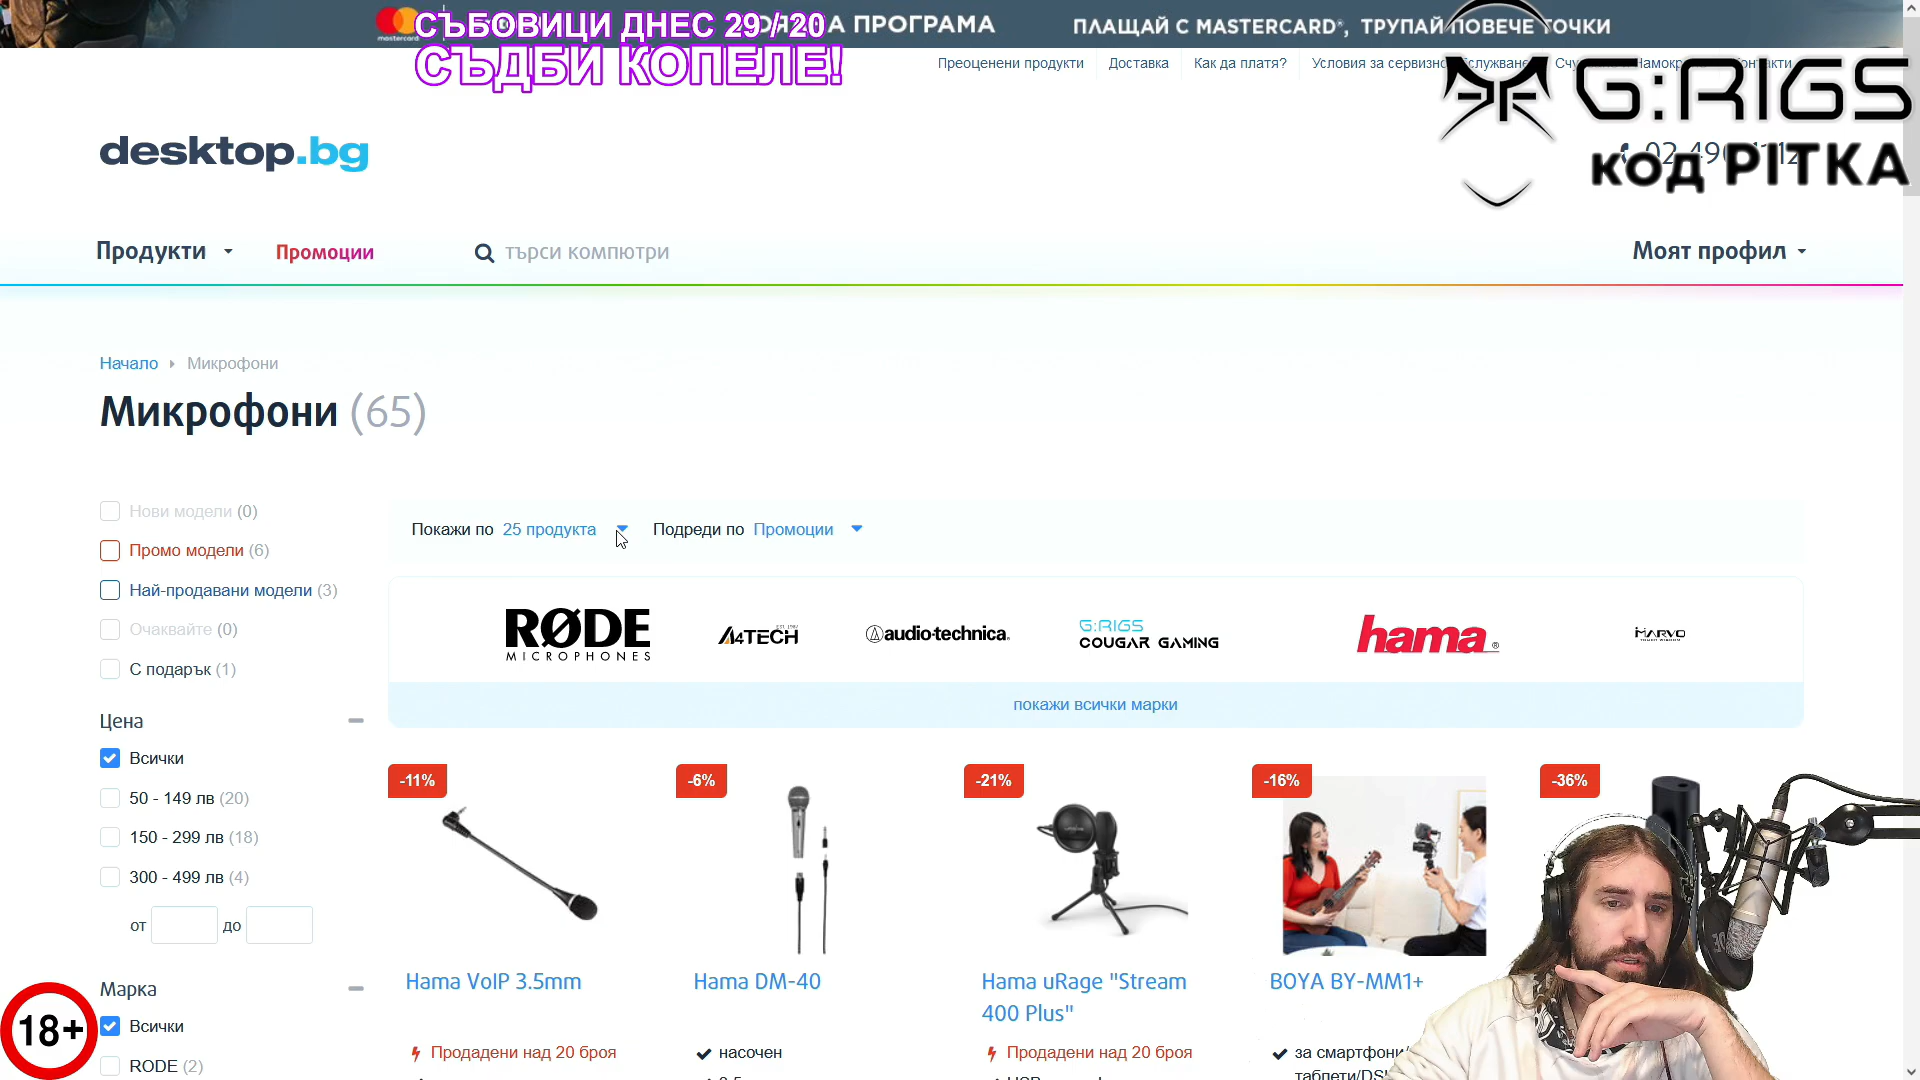 СЪБОВИЦИ ДНЕС 29 / 20
СЪДБИ КОПЕЛЕ!
ПРОГРАМА
ПЛАЩАЙ С MASTERCARD®, ТРУПАЙ ПОВЕЧЕ ТОЧКИ
mastercard
Преоценени продукти
Доставка
Как да платя?
Условия за сервизно
G:RIGS
код PITKA
desktop.bg
Продукти
Промоции
търси компютри
Моят профил
Начало
Микрофони
Микрофони (65)
Нови модели (0)
Промо модели (6)
Най-продавани модели (3)
Очаквайте (0)
С подарък (1)
Покажи по 25 продукта
Подреди по Промоции
RØDE
MICROPHONES
A4TECH
audio-technica
G:RIGS
COUGAR GAMING
hama
MARVO
покажи всички марки
Цена
Всички
50 - 149 лв (20)
150 - 299 лв (18)
300 - 499 лв (4)
от
до
Марка
Всички
RODE (2)
18+
-11%
-6%
-21%
-16%
-36%
Hama VoIP 3.5mm
Hama DM-40
Hama uRage "Stream
400 Plus"
BOYA BY-MM1+
Продадени над 20 броя
насочен
Продадени над 20 броя
за смартфони/